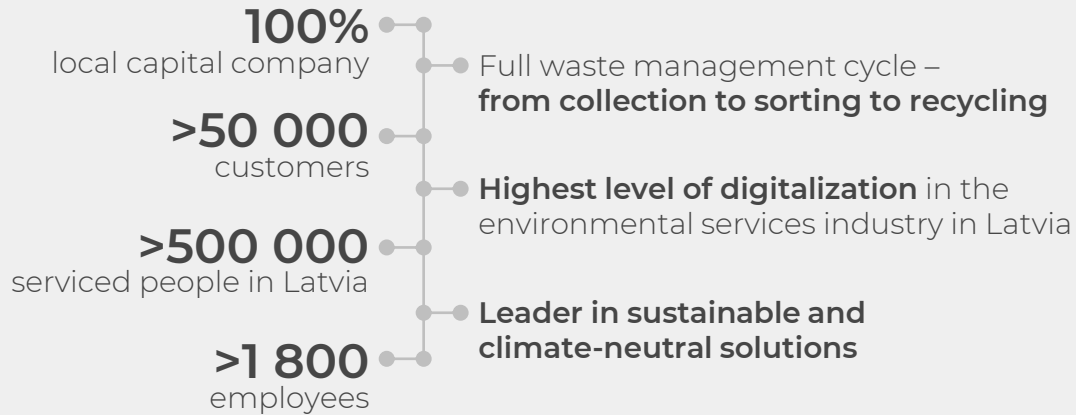 100%
local capital company
Full waste management cycle –
from collection to sorting to recycling
>50 000
customers
Highest level of digitalization in the
environmental services industry in Latvia
>500 000
serviced people in Latvia
Leader in sustainable and
climate-neutral solutions
>1 800
employees